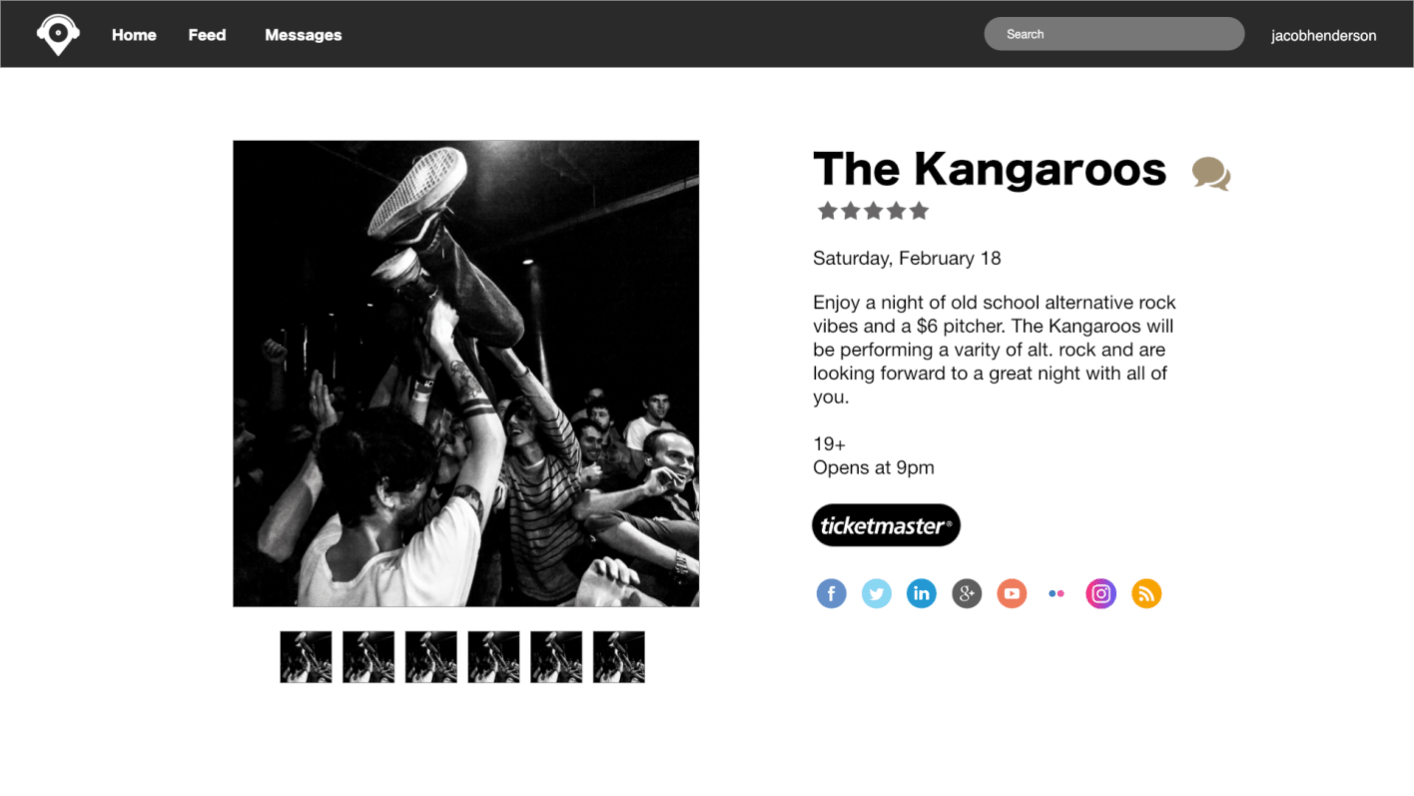 Home Feed Messages Search jacobhenderson
The Kangaroos
Saturday, February 18
Enjoy a night of old school alternative rock
vibes and a $6 pitcher. The Kangaroos will
be performing a varity of alt. rock and are
looking forward to a great night with all of
you.
19+
Opens at 9pm
ticketmaster®
f in g+